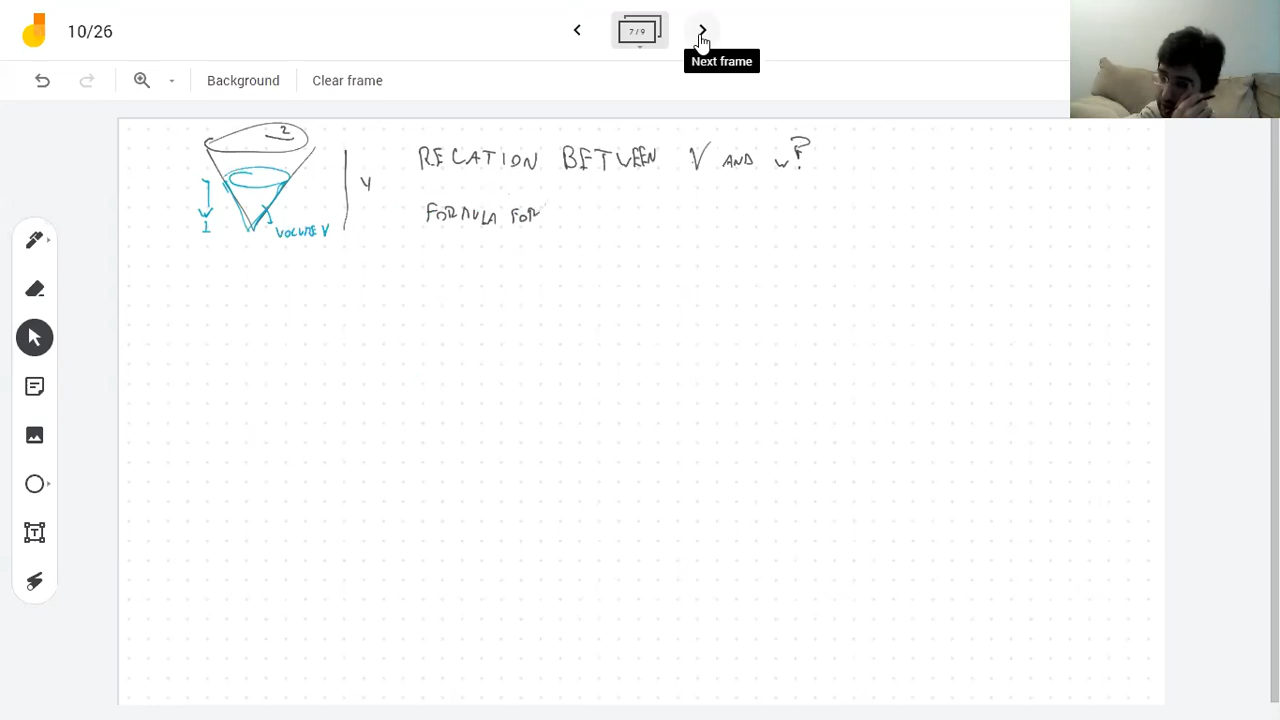 10/26
7 / 9
Next frame
Background
Clear frame
2
RELATION BETWEEN V AND W?
4
W
1
VOLUME V
FORMULA FOR